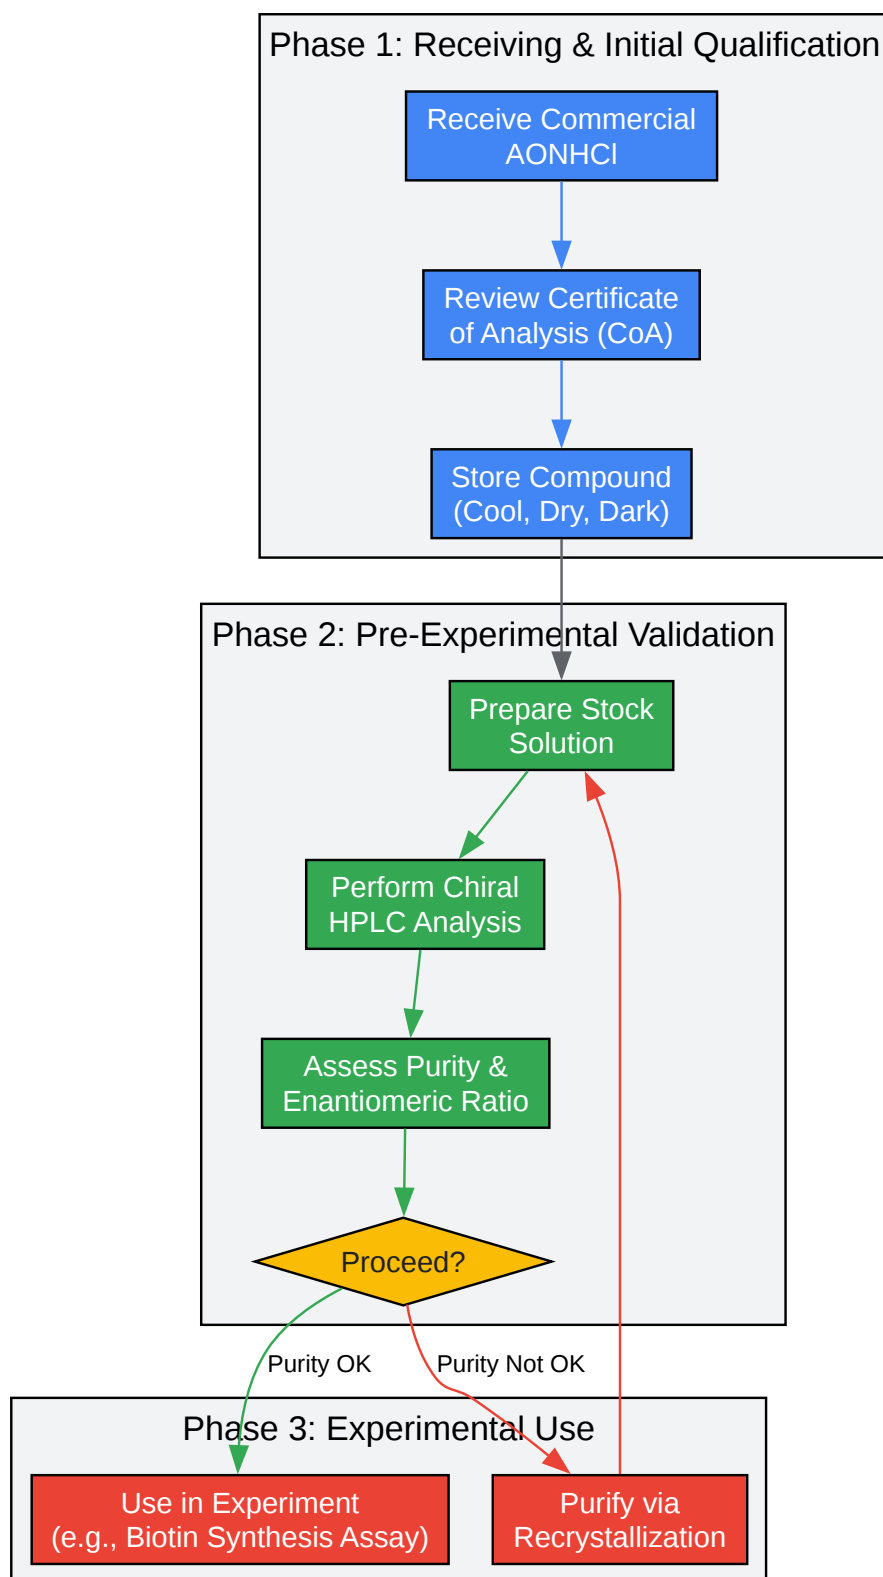 Phase 1: Receiving & Initial Qualification
Receive Commercial
AONHCl
Review Certificate
of Analysis (CoA)
Store Compound
(Cool, Dry, Dark)
Phase 2: Pre-Experimental Validation
Prepare Stock
Solution
Perform Chiral
HPLC Analysis
Assess Purity &
Enantiomeric Ratio
Proceed?
Purity OK
Purity Not OK
Phase 3: Experimental Use
Use in Experiment
(e.g., Biotin Synthesis Assay)
Purify via
Recrystallization